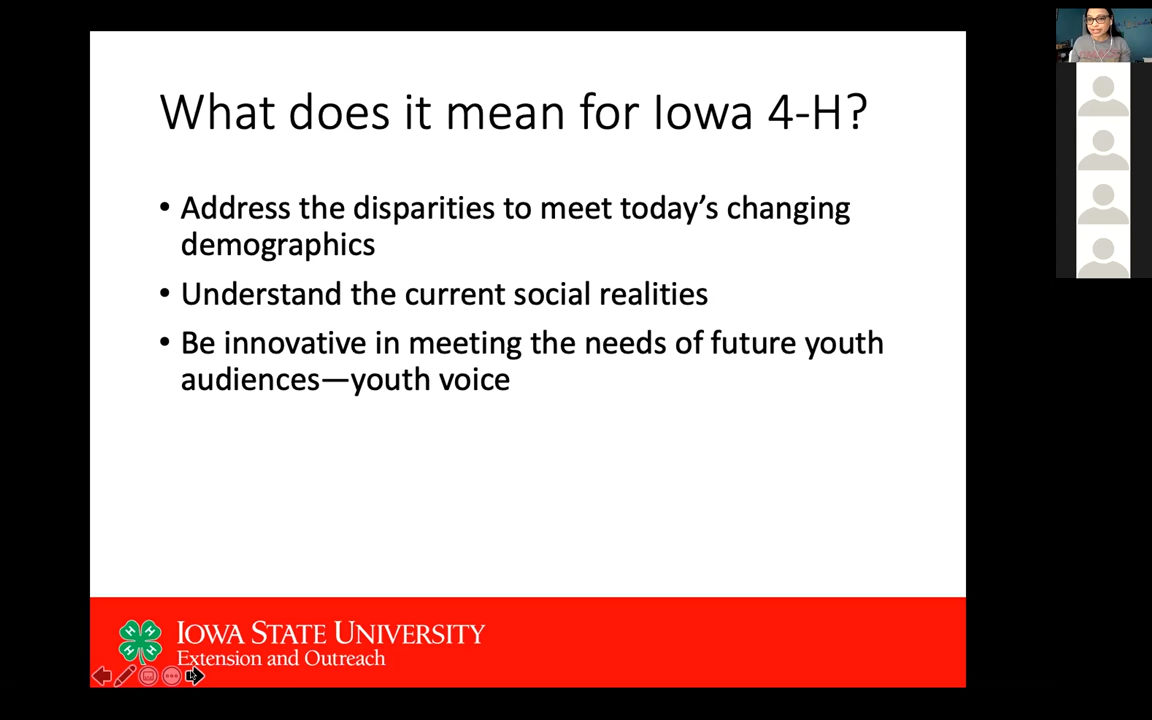 What does it mean for Iowa 4-H?
• Address the disparities to meet today’s changing
demographics
• Understand the current social realities
• Be innovative in meeting the needs of future youth
audiences—youth voice
H H
H H
IOWA STATE UNIVERSITY
Extension and Outreach